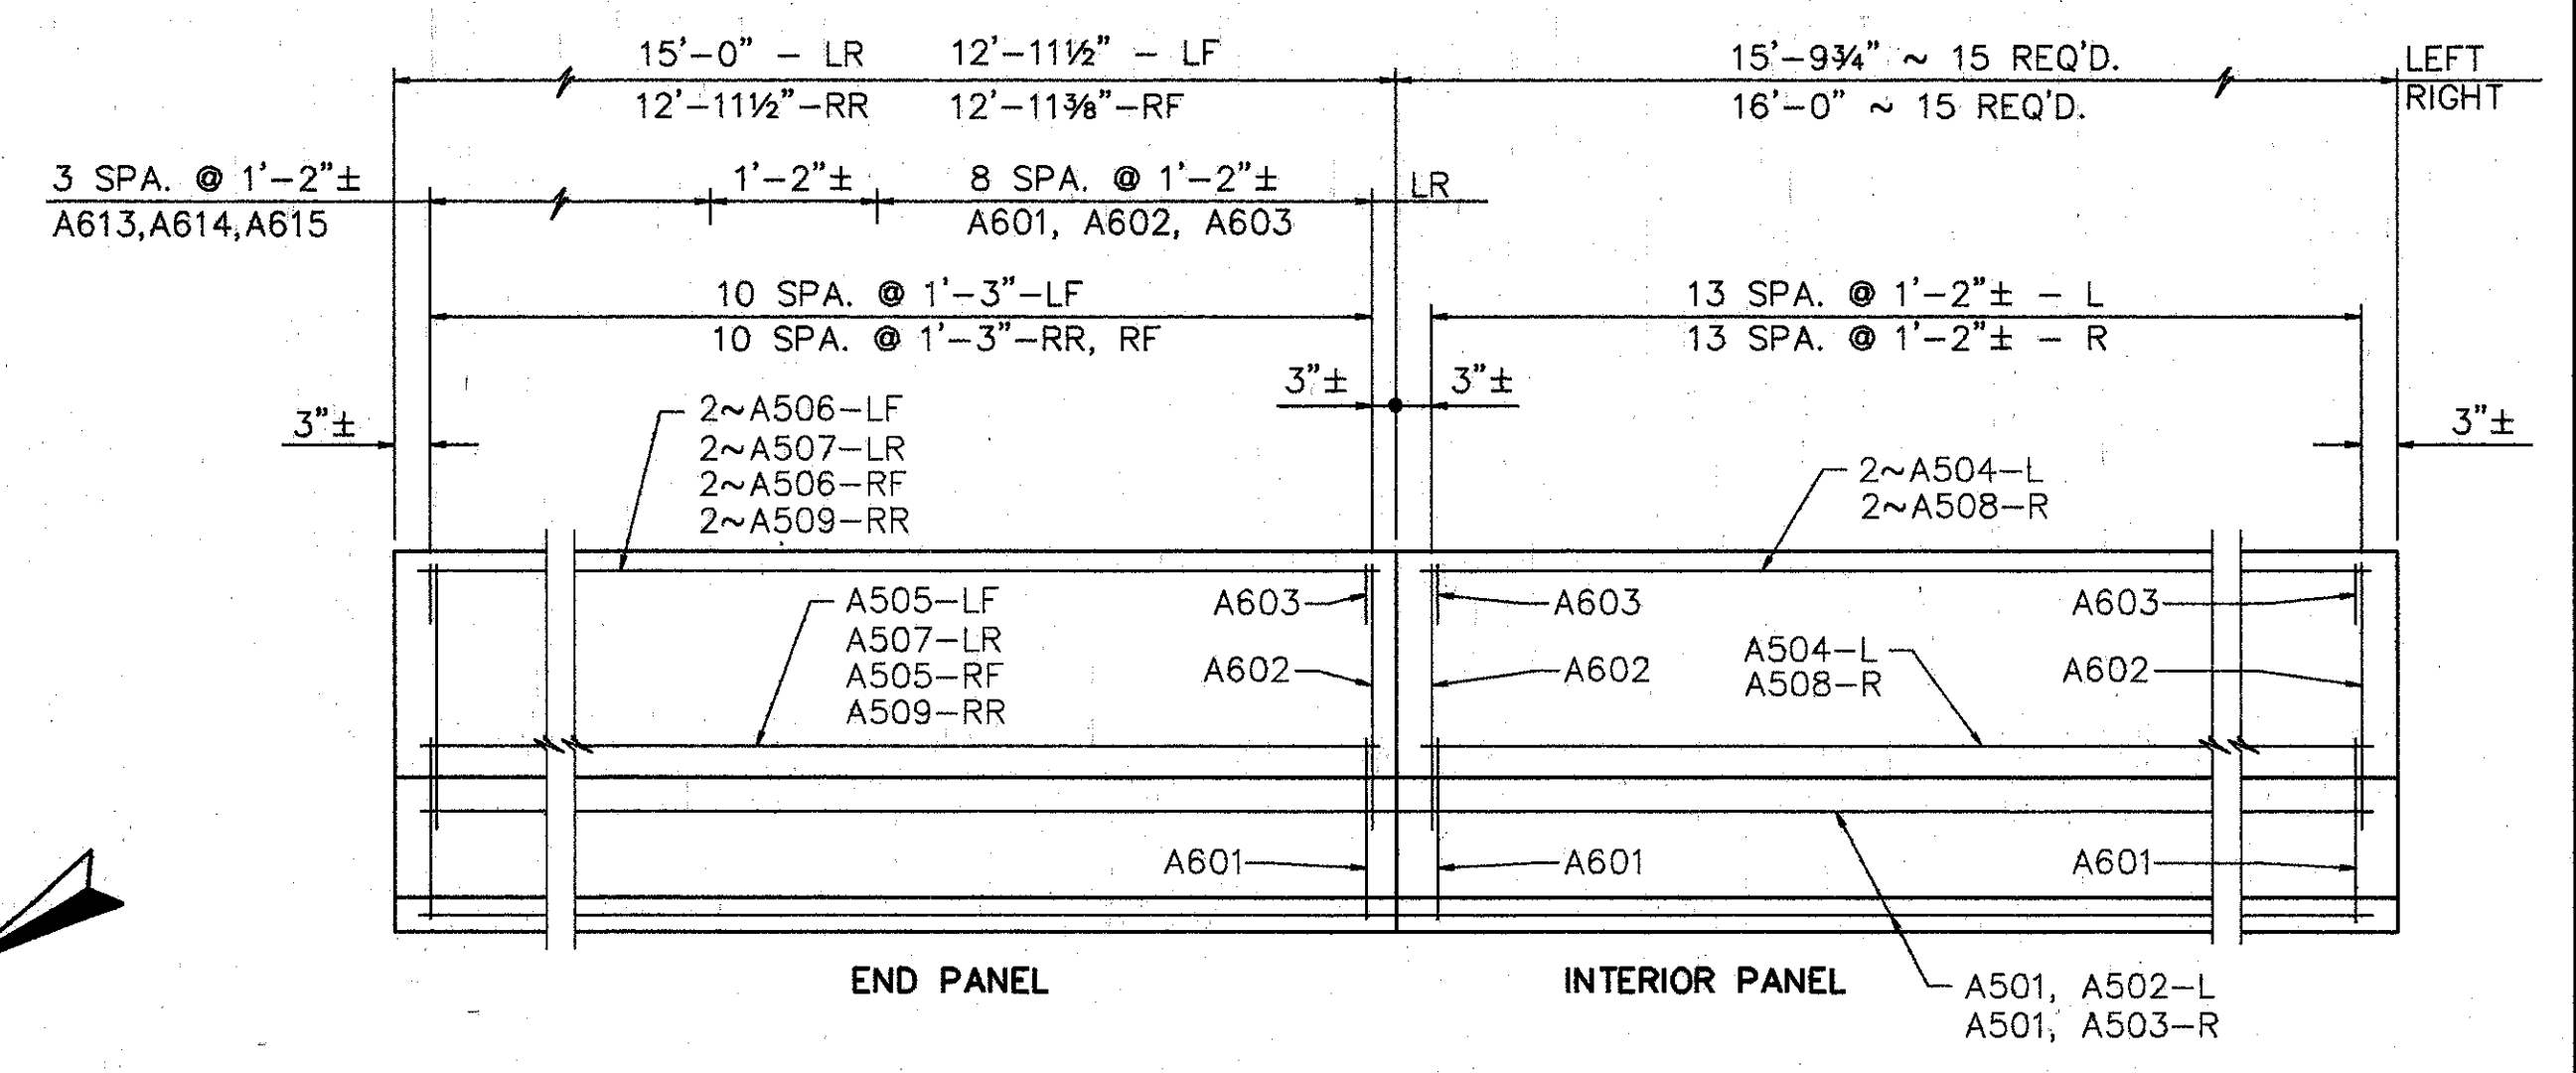 15'-0" - LR 12'-11½" - LF
12'-11½"-RR 12'-11⅜"-RF
15'-9¾" ~ 15 REQ'D.
16'-0" ~ 15 REQ'D.
LEFT
RIGHT
3 SPA. @ 1'-2"±
A613,A614,A615
1'-2"±
8 SPA. @ 1'-2"±
A601, A602, A603
LR
10 SPA. @ 1'-3"-LF
10 SPA. @ 1'-3"-RR, RF
13 SPA. @ 1'-2"± - L
13 SPA. @ 1'-2"± - R
3"±
3"±
3"±
3"±
2~A506-LF
2~A507-LR
2~A506-RF
2~A509-RR
2~A504-L
2~A508-R
A505-LF
A507-LR
A505-RF
A509-RR
A603
A603
A603
A602
A602
A504-L
A508-R
A602
A601
A601
A601
END PANEL
INTERIOR PANEL
A501, A502-L
A501, A503-R